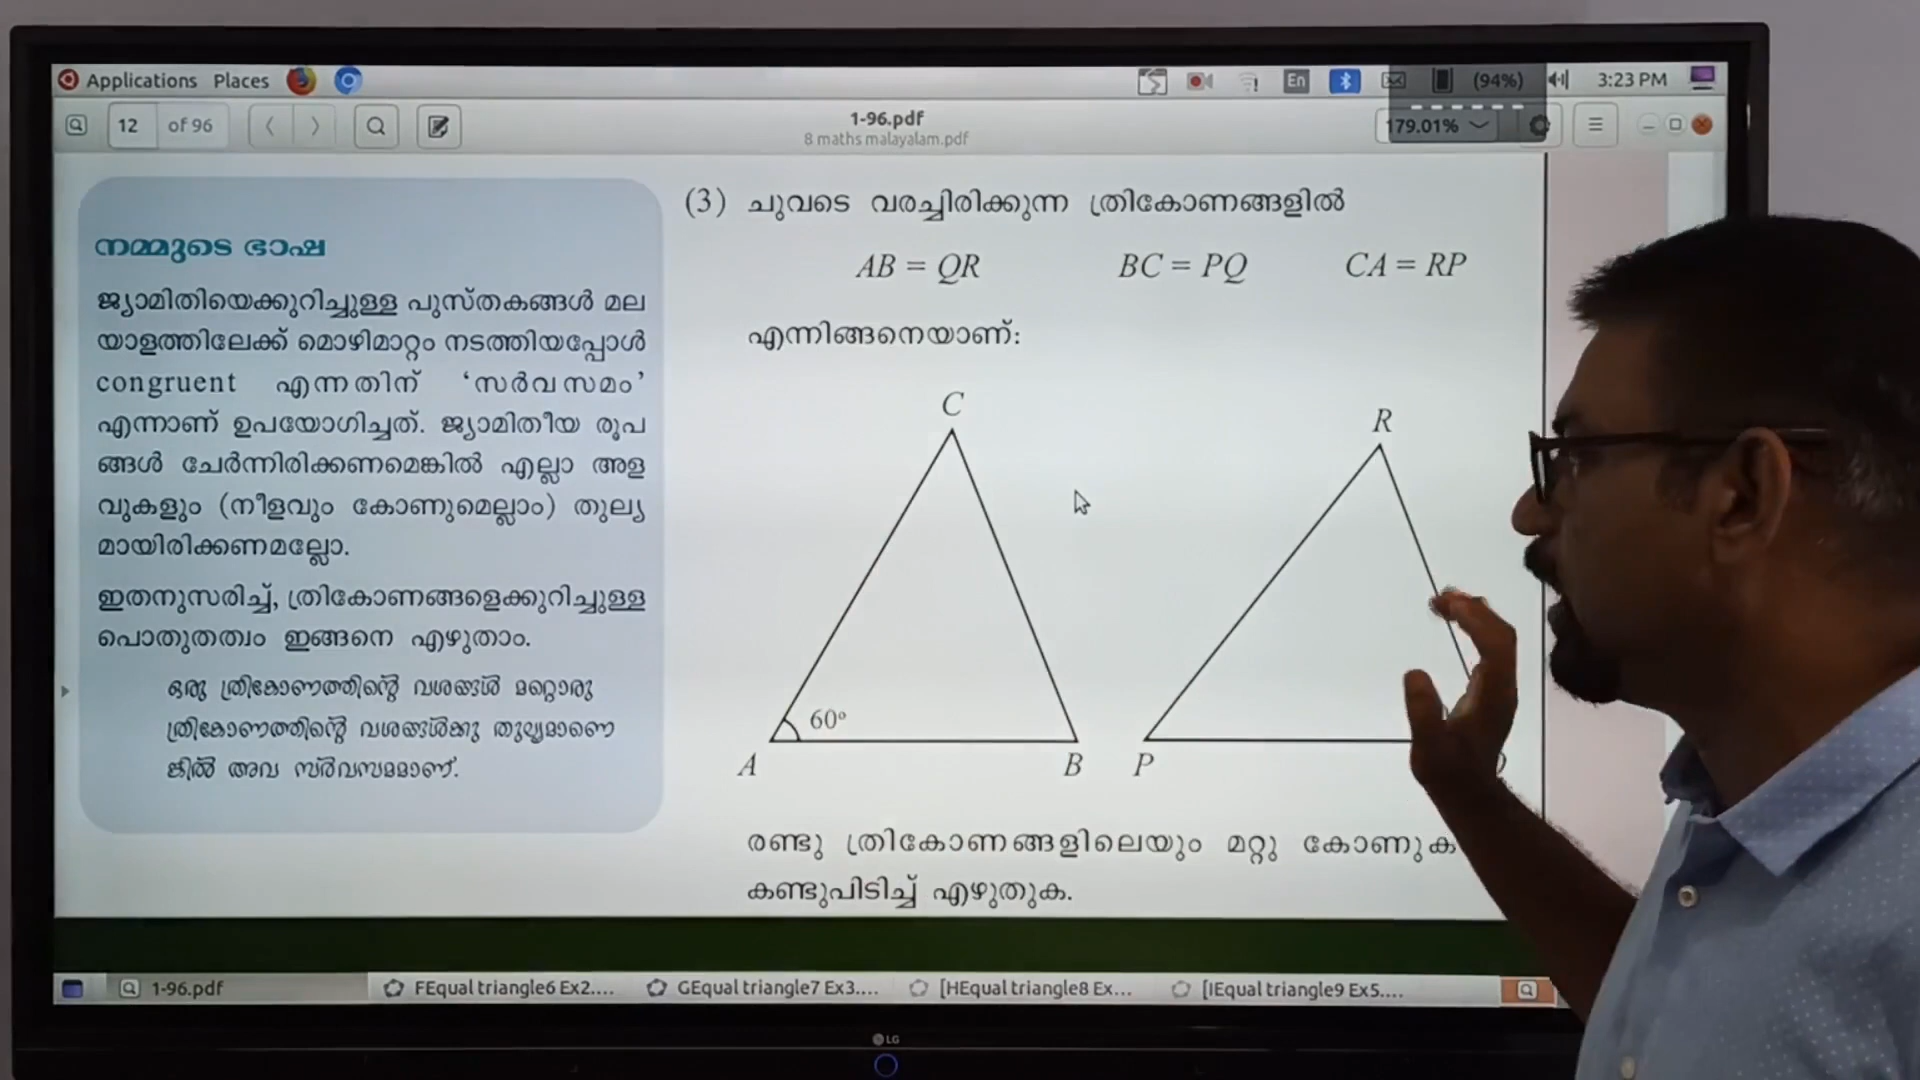 Applications Places En (94%) 3:23 PM
12 of 96 1-96.pdf 179.01%
8 maths malayalam.pdf
നമ്മുടെ ഭാഷ
ജ്യാമിതിയെക്കുറിച്ചുള്ള പുസ്തകങ്ങൾ മല
യാളത്തിലേക്ക് മൊഴിമാറ്റം നടത്തിയപ്പോൾ
congruent എന്നതിന് ‘സർവസമം’
എന്നാണ് ഉപയോഗിച്ചത്. ജ്യാമിതീയ രൂപ
ങ്ങൾ ചേർന്നിരിക്കണമെങ്കിൽ എല്ലാ അള
വുകളും (നീളവും കോണുമെല്ലാം) തുല്യ
മായിരിക്കണമല്ലോ.
ഇതനുസരിച്ച്, ത്രികോണങ്ങളെക്കുറിച്ചുള്ള
പൊതുതത്വം ഇങ്ങനെ എഴുതാം.
ഒരു ത്രികോണത്തിന്റെ വശങ്ങൾ മറ്റൊരു
ത്രികോണത്തിന്റെ വശങ്ങൾക്കു തുല്യമാണെ
ങ്കിൽ അവ സർവസമമാണ്.
(3) ചുവടെ വരച്ചിരിക്കുന്ന ത്രികോണങ്ങളിൽ
AB = QR BC = PQ CA = RP
എന്നിങ്ങനെയാണ്:
C R
60°
A B P
രണ്ടു ത്രികോണങ്ങളിലെയും മറ്റു
കണ്ടുപിടിച്ച് എഴുതുക.
1-96.pdf FEqual triangle6 Ex2.... GEqual triangle7 Ex3.... [HEqual triangle8 Ex... [IEqual triangle9 Ex5....
LG